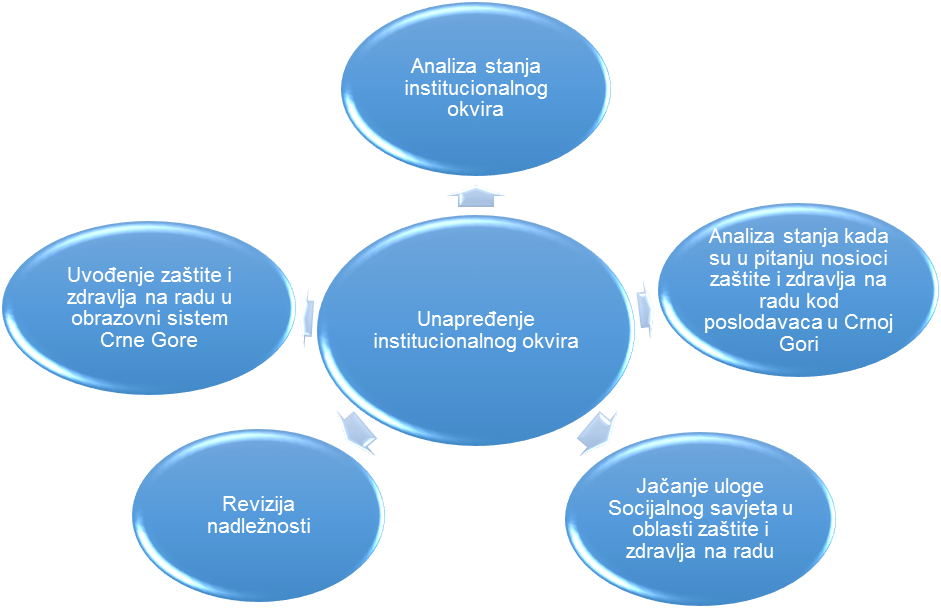 Analiza stanja
institucionalnog
okvira
Analiza stanja kada
su u pitanju nosioci
zaštite i zdravlja na
radu kod
poslodavaca u Crnoj
Gori
Uvođenje zaštite i
zdravlja na radu u
obrazovni sistem
Crne Gore
Unapređenje
institucionalnog okvira
Jačanje uloge
Socijalnog savjeta u
oblasti zaštite i
zdravlja na radu
Revizija
nadležnosti